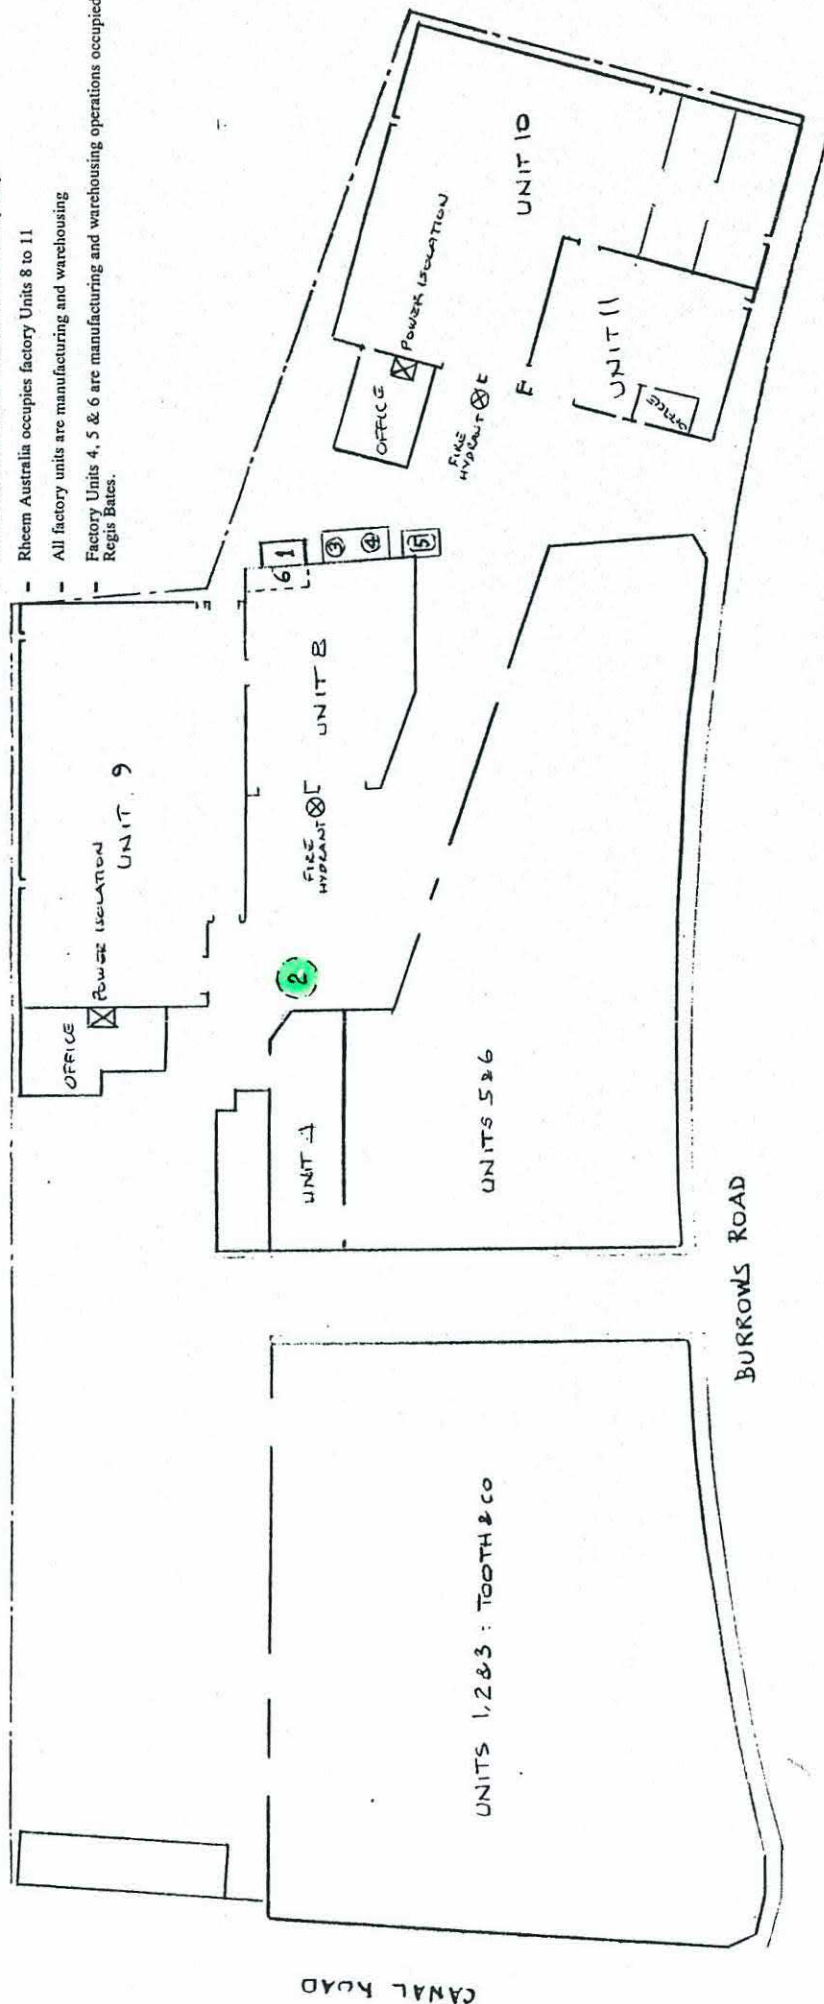 - Rheem Australia occupies factory Units 8 to 11
- All factory units are manufacturing and warehousing
- Factory Units 4, 5 & 6 are manufacturing and warehousing operations occupied
Regis Bates.
UNIT 10
POWER ISOLATION
OFFICE
FIRE
HYDRANT
UNIT 11
OFFICE
1
6
3
4
5
UNIT 8
FIRE
HYDRANT
UNIT 9
POWER ISOLATION
OFFICE
2
UNIT 4
UNITS 5&6
BURROWS ROAD
UNITS 1,2&3 : TOOTH & CO
CANAL ROAD